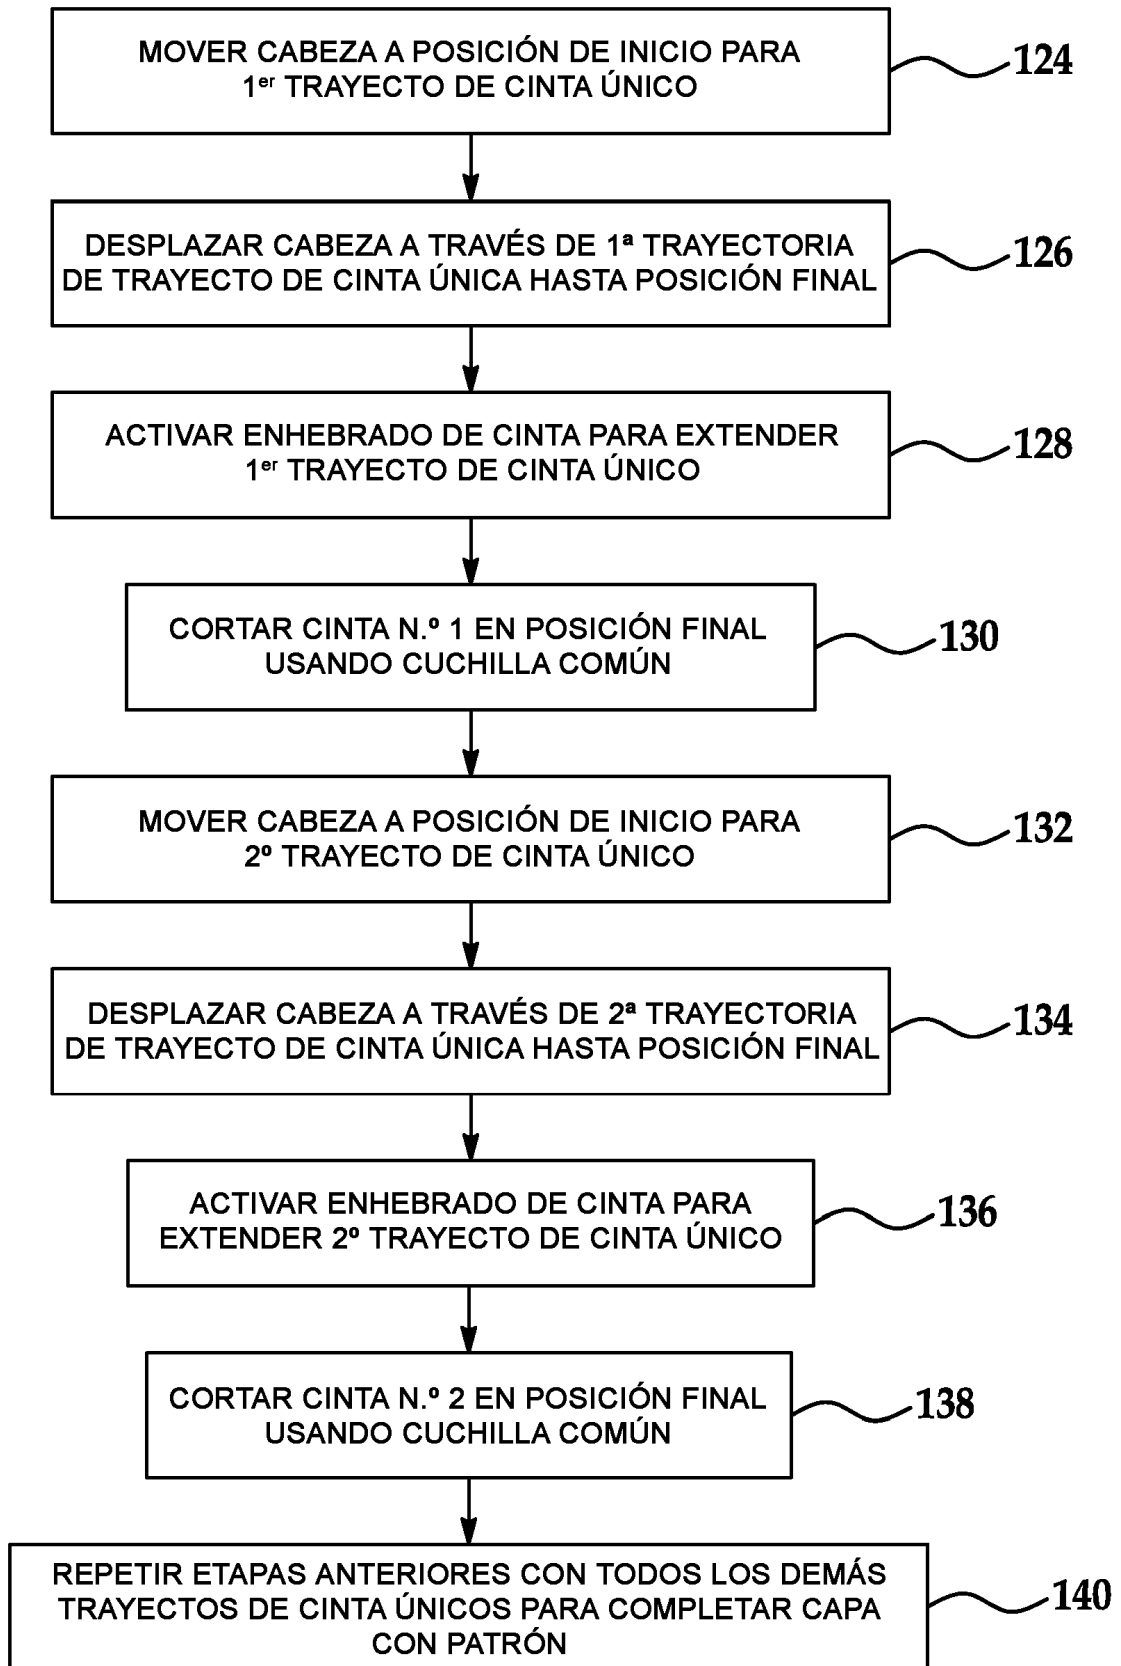 MOVER CABEZA A POSICIÓN DE INICIO PARA
1er TRAYECTO DE CINTA ÚNICO
124
DESPLAZAR CABEZA A TRAVÉS DE 1ª TRAYECTORIA
DE TRAYECTO DE CINTA ÚNICA HASTA POSICIÓN FINAL
126
ACTIVAR ENHEBRADO DE CINTA PARA EXTENDER
1er TRAYECTO DE CINTA ÚNICO
128
CORTAR CINTA N.º 1 EN POSICIÓN FINAL
USANDO CUCHILLA COMÚN
130
MOVER CABEZA A POSICIÓN DE INICIO PARA
2º TRAYECTO DE CINTA ÚNICO
132
DESPLAZAR CABEZA A TRAVÉS DE 2ª TRAYECTORIA
DE TRAYECTO DE CINTA ÚNICA HASTA POSICIÓN FINAL
134
ACTIVAR ENHEBRADO DE CINTA PARA
EXTENDER 2º TRAYECTO DE CINTA ÚNICO
136
CORTAR CINTA N.º 2 EN POSICIÓN FINAL
USANDO CUCHILLA COMÚN
138
REPETIR ETAPAS ANTERIORES CON TODOS LOS DEMÁS
TRAYECTOS DE CINTA ÚNICOS PARA COMPLETAR CAPA
CON PATRÓN
140